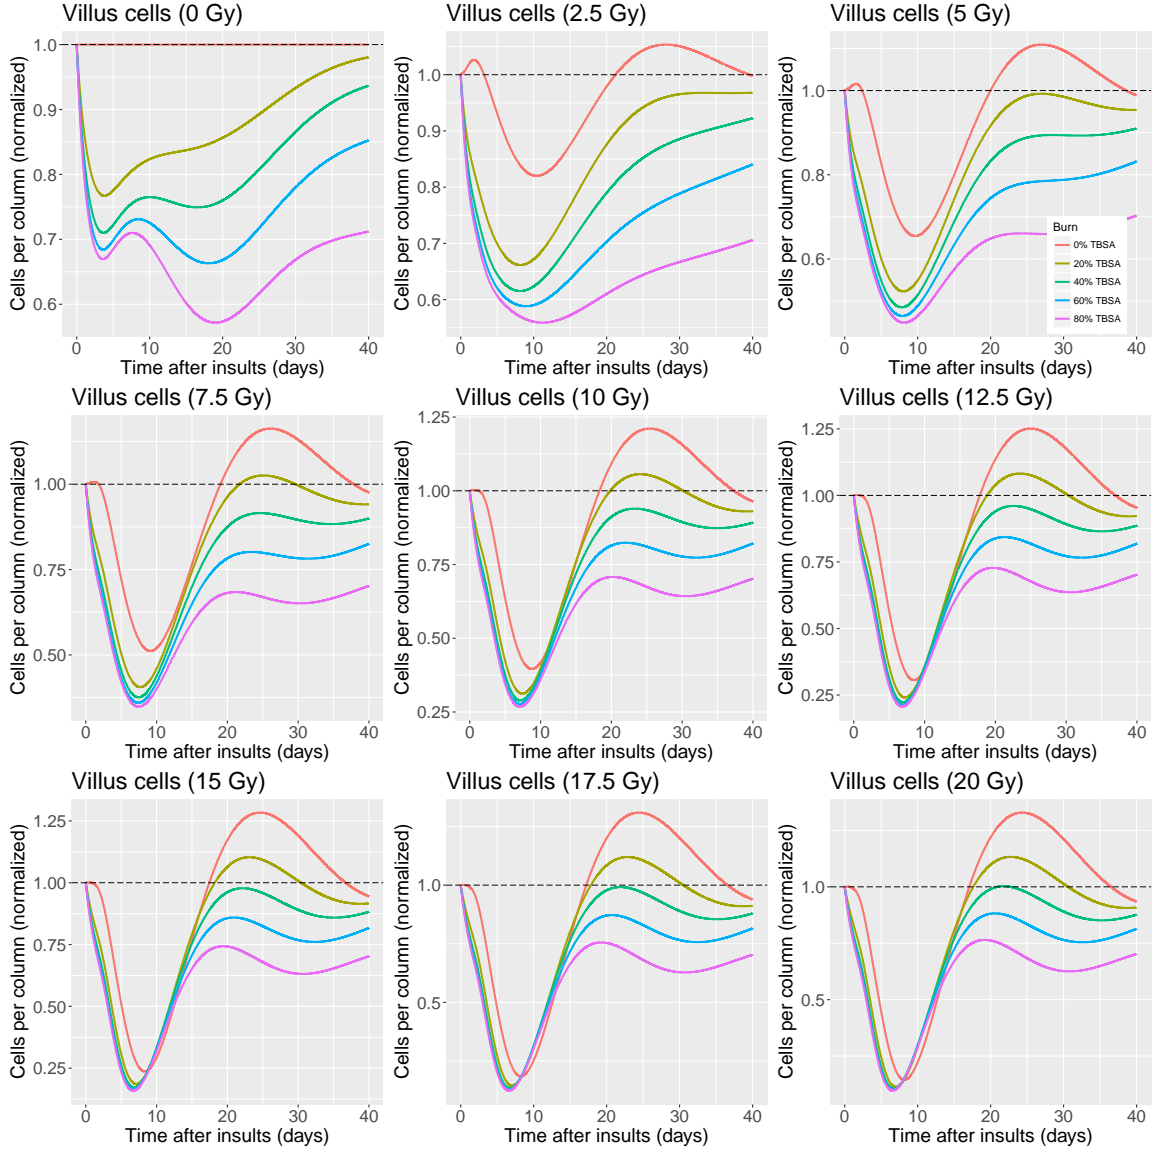 Villus cells (0 Gy)
Cells per column (normalized)
1.0
0.9
0.8
0.7
0.6
0 10 20 30 40
Time after insults (days)
Villus cells (2.5 Gy)
Cells per column (normalized)
1.0
0.9
0.8
0.7
0.6
0 10 20 30 40
Time after insults (days)
Villus cells (5 Gy)
Cells per column (normalized)
1.0
0.8
0.6
Burn
0% TBSA
20% TBSA
40% TBSA
60% TBSA
80% TBSA
0 10 20 30 40
Time after insults (days)
Villus cells (7.5 Gy)
Cells per column (normalized)
1.00
0.75
0.50
0 10 20 30 40
Time after insults (days)
Villus cells (10 Gy)
Cells per column (normalized)
1.25
1.00
0.75
0.50
0.25
0 10 20 30 40
Time after insults (days)
Villus cells (12.5 Gy)
Cells per column (normalized)
1.25
1.00
0.75
0.50
0.25
0 10 20 30 40
Time after insults (days)
Villus cells (15 Gy)
Cells per column (normalized)
1.25
1.00
0.75
0.50
0.25
0 10 20 30 40
Time after insults (days)
Villus cells (17.5 Gy)
Cells per column (normalized)
1.0
0.5
0 10 20 30 40
Time after insults (days)
Villus cells (20 Gy)
Cells per column (normalized)
1.0
0.5
0 10 20 30 40
Time after insults (days)